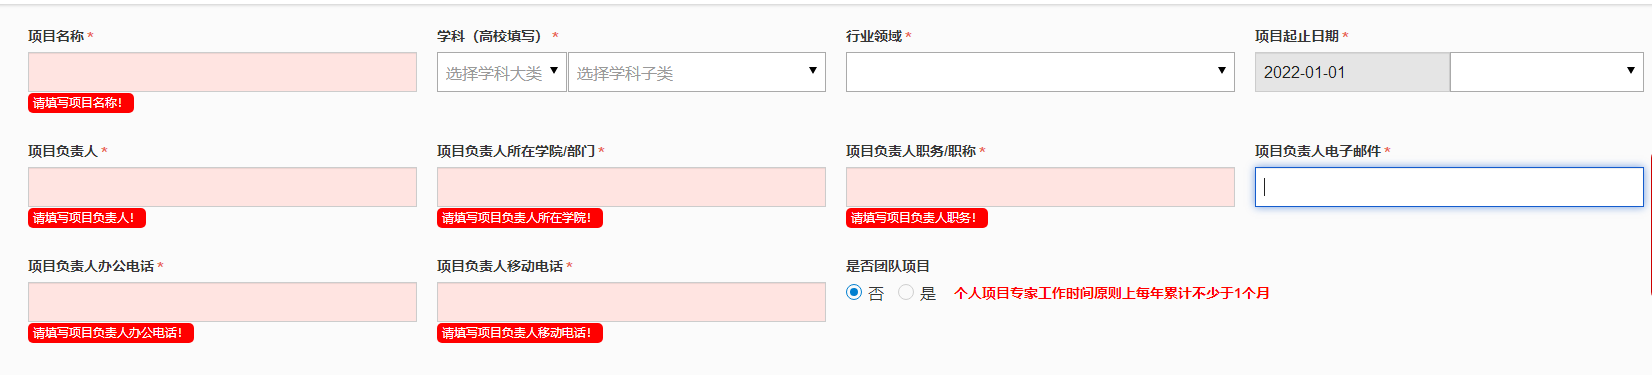 项目名称 * 学科（高校填写） * 行业领域 * 项目起止日期 *
选择学科大类 选择学科子类 2022-01-01
请填写项目名称！
项目负责人 * 项目负责人所在学院/部门 * 项目负责人职务/职称 * 项目负责人电子邮件 *
请填写项目负责人！ 请填写项目负责人所在学院！ 请填写项目负责人职务！
项目负责人办公电话 * 项目负责人移动电话 * 是否团队项目
否 是 个人项目专家工作时间原则上每年累计不少于1个月
请填写项目负责人办公电话！ 请填写项目负责人移动电话！